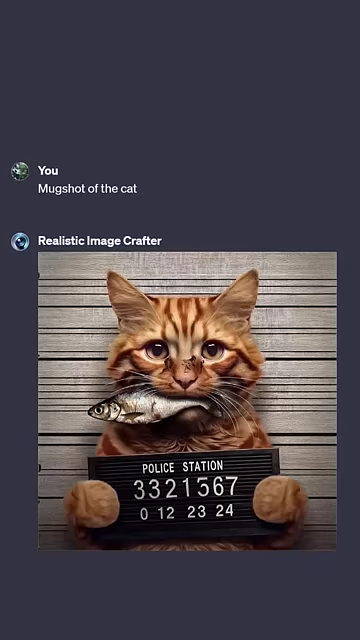 You
Mugshot of the cat
Realistic Image Crafter
POLICE STATION
3321567
0 12 23 24